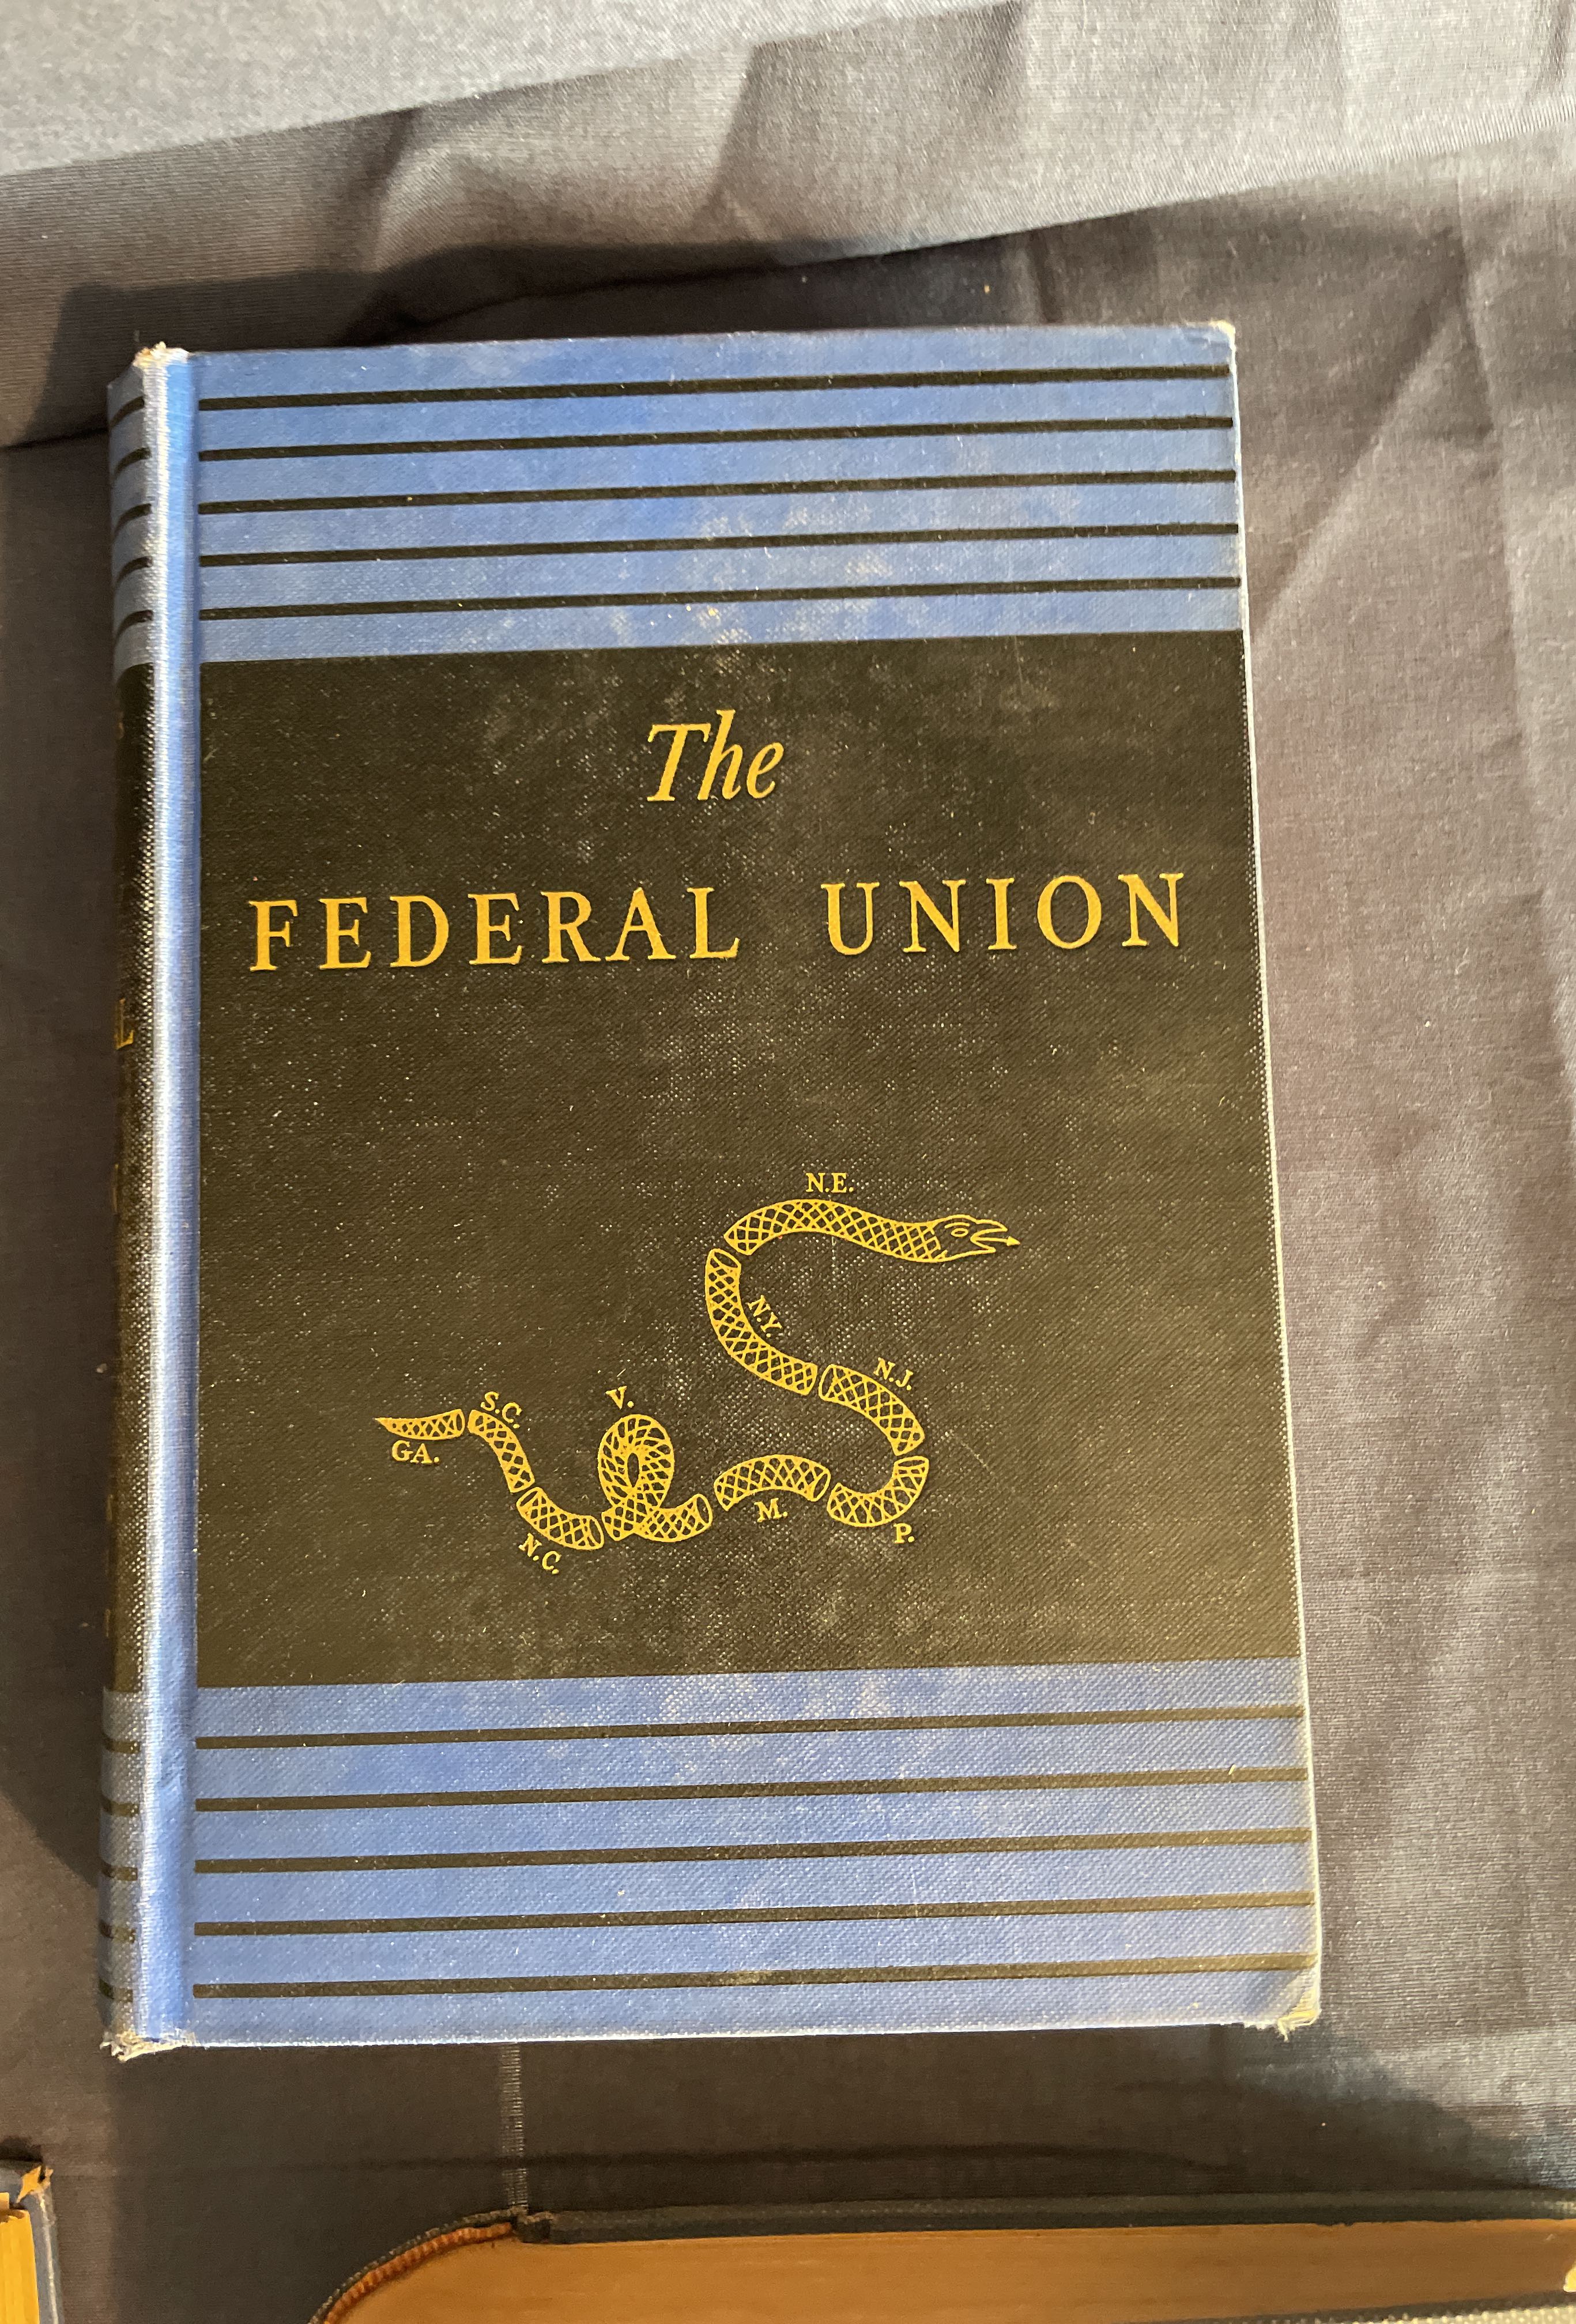 The
FEDERAL UNION
N.E.
N.Y.
N.J.
S.C.
V.
GA.
M.
P.
N.C.